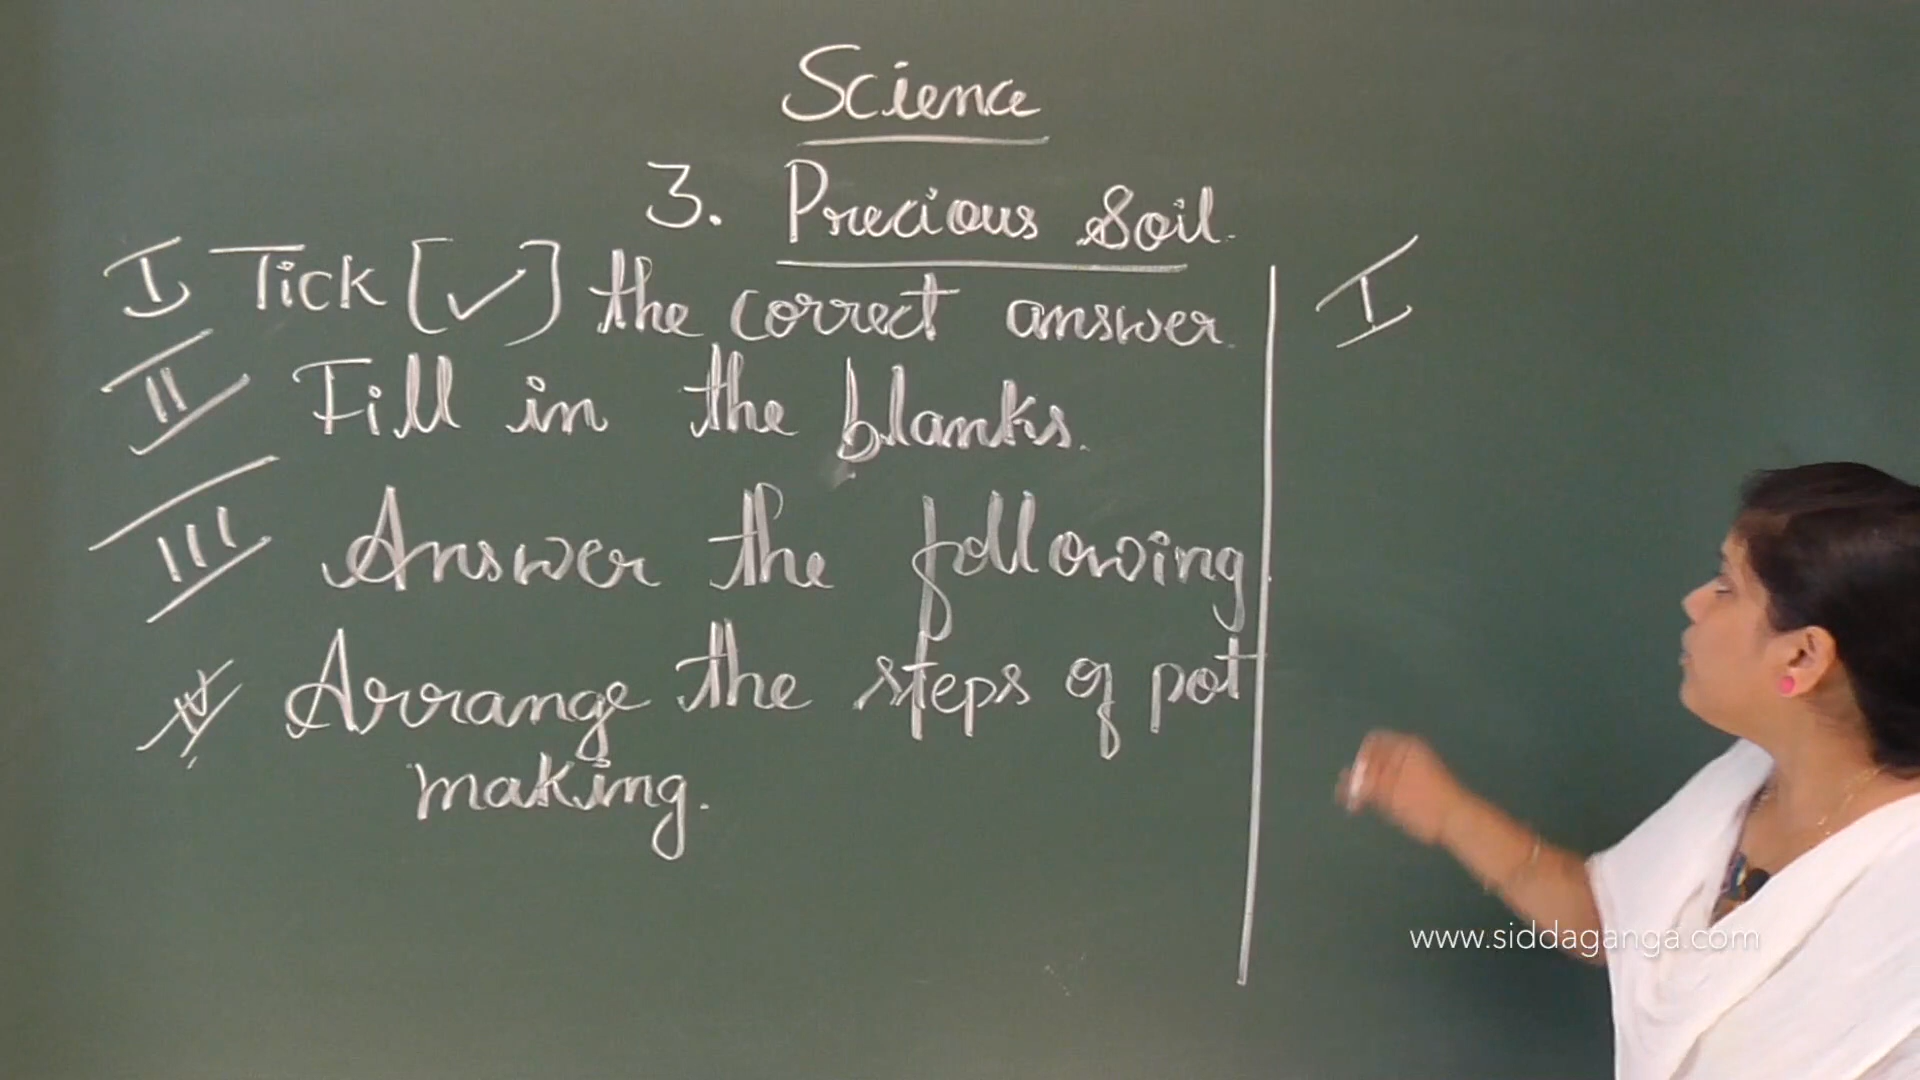 Science
3. Precious Soil.
I Tick [✓] the correct answer.
II Fill in the blanks.
III Answer the following
IV Arrange the steps of pot
making.
I
www.siddaganga.com